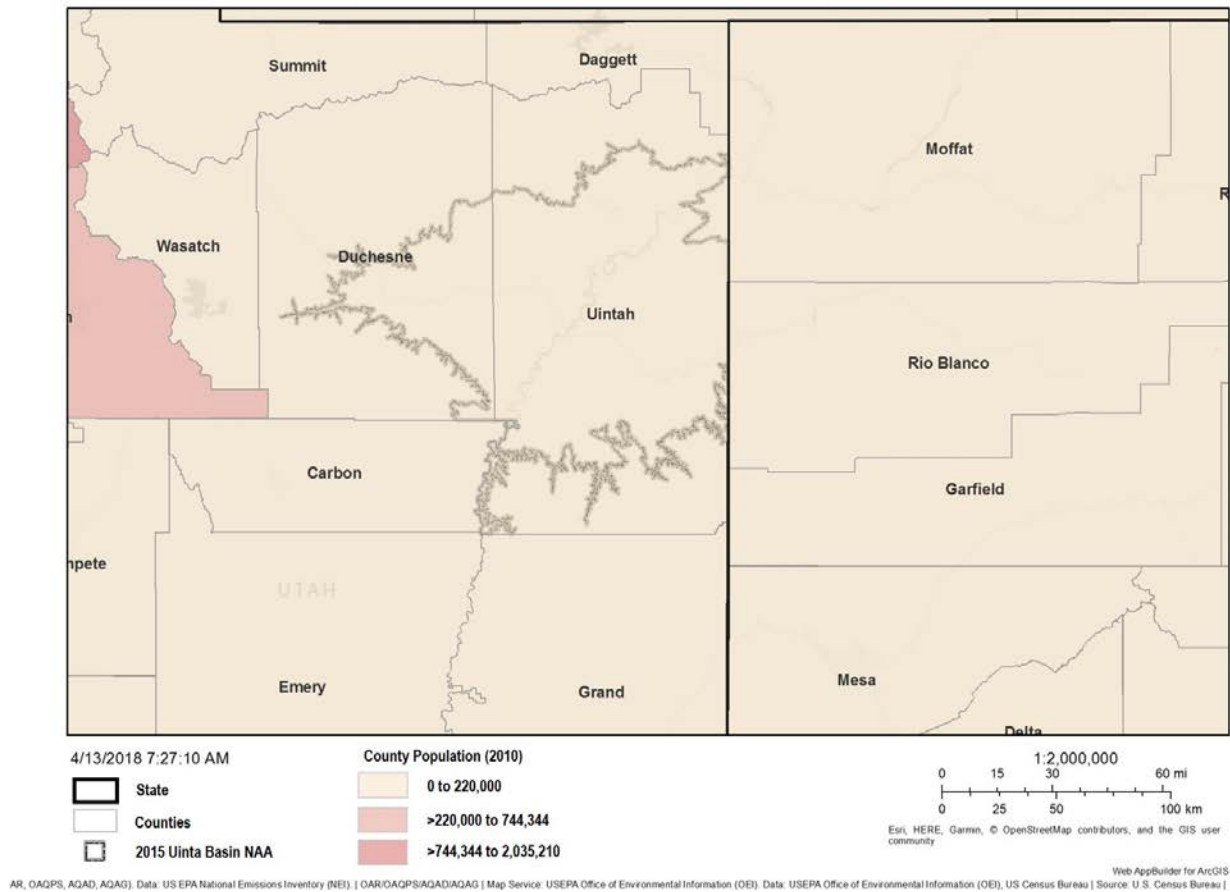 Summit
Daggett
Moffat
R
Wasatch
Duchesne
Uintah
n
Rio Blanco
Carbon
Garfield
npete
UTAH
Emery
Grand
Mesa
Delta
4/13/2018 7:27:10 AM
State
Counties
2015 Uinta Basin NAA
County Population (2010)
0 to 220,000
>220,000 to 744,344
>744,344 to 2,035,210
1:2,000,000
0 15 30 60 mi
0 25 50 100 km
Esri, HERE, Garmin, © OpenStreetMap contributors, and the GIS user
community
Web AppBuilder for ArcGIS
AR, OAQPS, AQAD, AQAG). Data: US EPA National Emissions Inventory (NEI). | OAR/OAQPS/AQAD/AQAG | Map Service: USEPA Office of Environmental Information (OEI). Data: USEPA Office of Environmental Information (OEI), US Census Bureau | Source: U.S. Census Bureau |